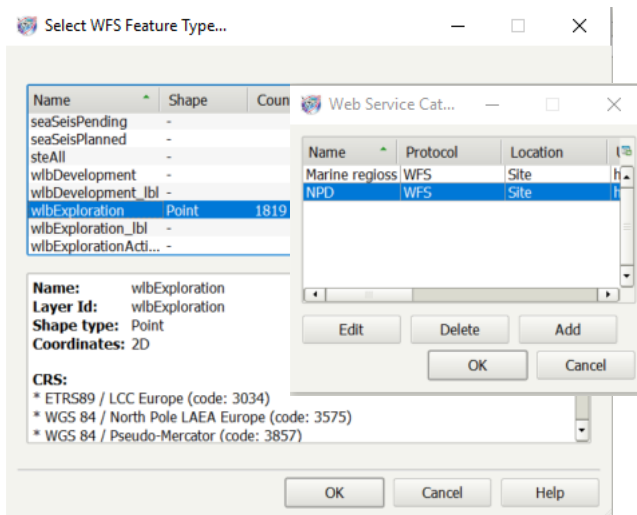 Select WFS Feature Type...
Name Shape Coun
seaSeisPending -
seaSeisPlanned -
steAll -
wlbDevelopment -
wlbDevelopment_lbl -
wlbExploration Point 1819
wlbExploration_lbl -
wlbExplorationActi... -
Name: wlbExploration
Layer Id: wlbExploration
Shape type: Point
Coordinates: 2D
CRS:
* ETRS89 / LCC Europe (code: 3034)
* WGS 84 / North Pole LAEA Europe (code: 3575)
* WGS 84 / Pseudo-Mercator (code: 3857)
OK Cancel Help
Web Service Cat...
Name Protocol Location
Marine regioss WFS Site h
NPD WFS Site h
Edit Delete Add
OK Cancel